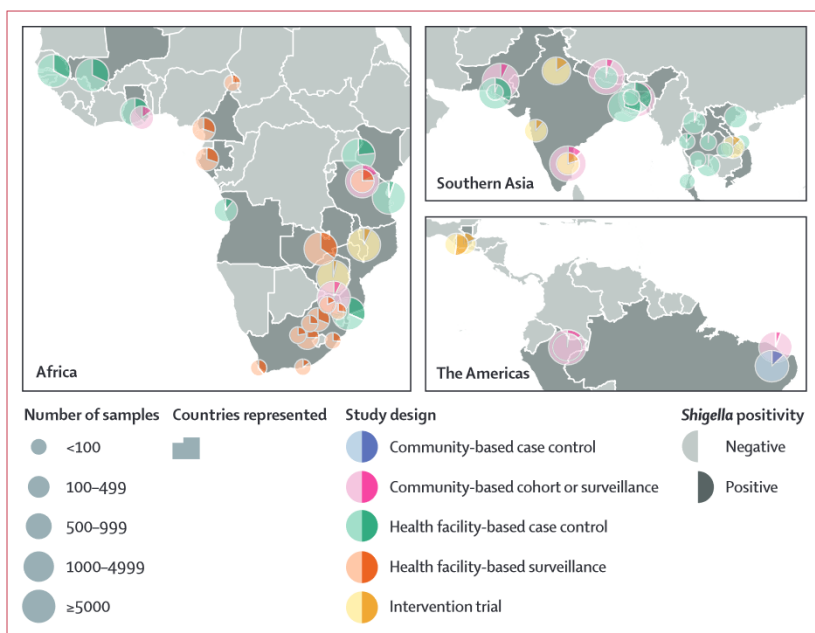 Africa
Southern Asia
The Americas
Number of samples
<100
100–499
500–999
1000–4999
≥5000
Countries represented
Study design
Community-based case control
Community-based cohort or surveillance
Health facility-based case control
Health facility-based surveillance
Intervention trial
Shigella positivity
Negative
Positive